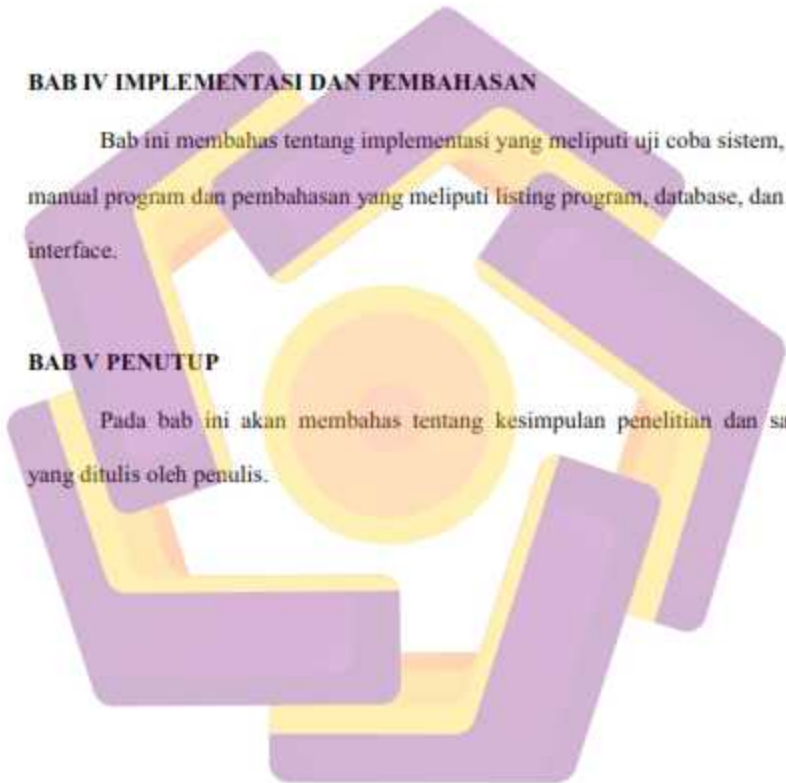 BAB IV IMPLEMENTASI DAN PEMBAHASAN
Bab ini membahas tentang implementasi yang meliputi uji coba sistem,
manual program dan pembahasan yang meliputi listing program, database, dan
interface.
BAB V PENUTUP
Pada bab ini akan membahas tentang kesimpulan penelitian dan
yang ditulis oleh penulis.